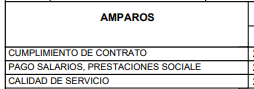 AMPAROS
CUMPLIMIENTO DE CONTRATO
PAGO SALARIOS, PRESTACIONES SOCIALE
CALIDAD DE SERVICIO